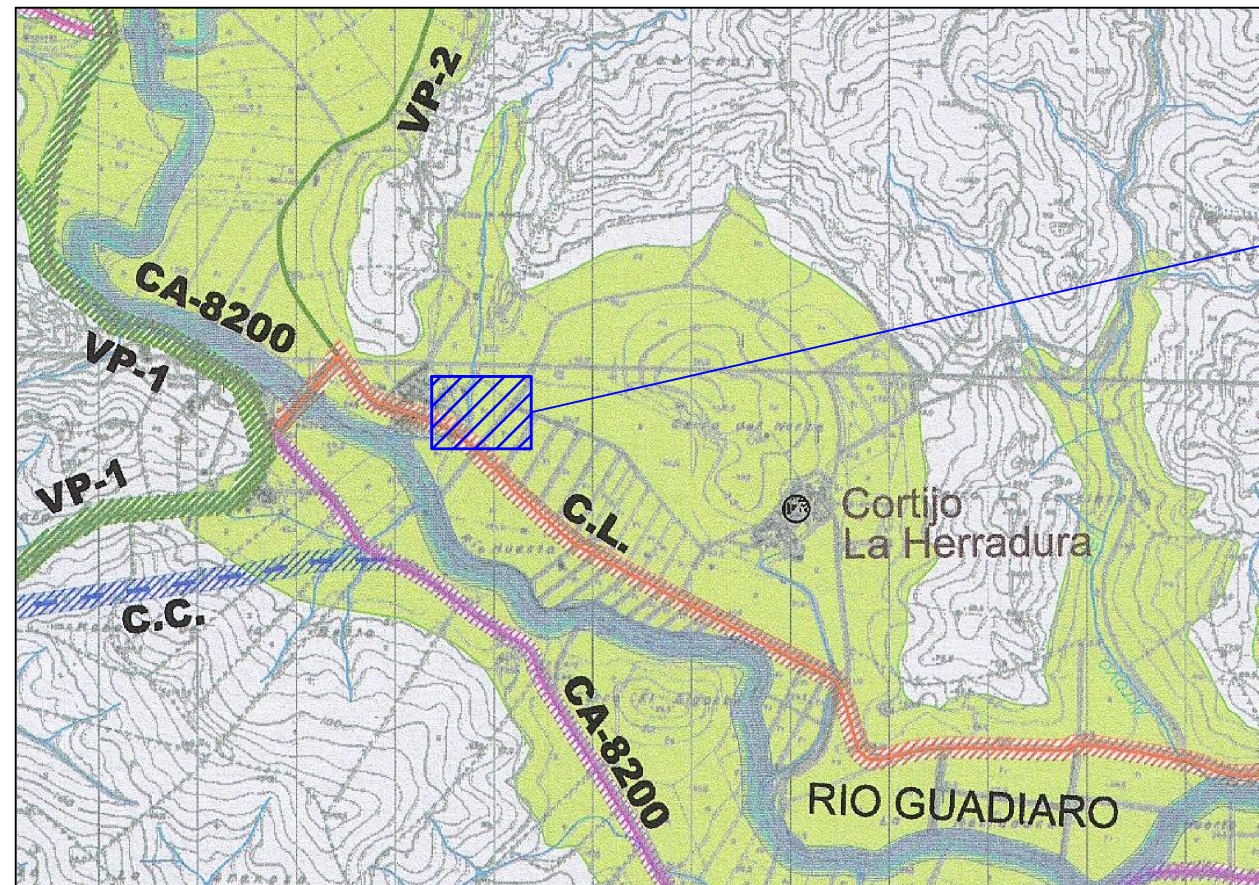 VP-2
CA-8200
VP-1
VP-1
C.L.
Cortijo
La Herradura
C.C.
CA-8200
RIO GUADIARO